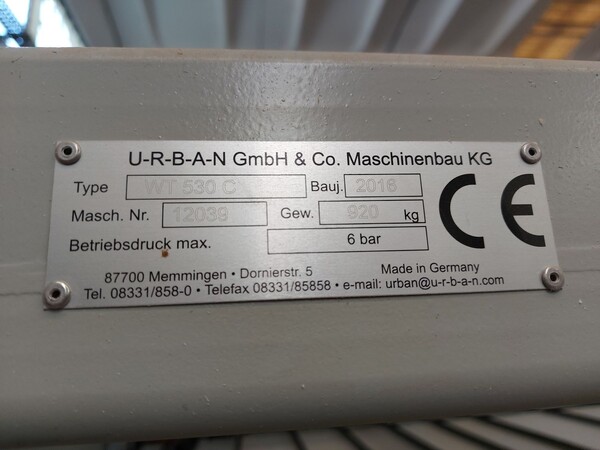 U-R-B-A-N GmbH & Co. Maschinenbau KG
Type WT 530 C Bauj. 2016
Masch. Nr. 12039 Gew. 920 kg
Betriebsdruck max. 6 bar
CE
87700 Memmingen • Dornierstr. 5 Made in Germany
Tel. 08331/858-0 • Telefax 08331/85858 • e-mail: urban@u-r-b-a-n.com